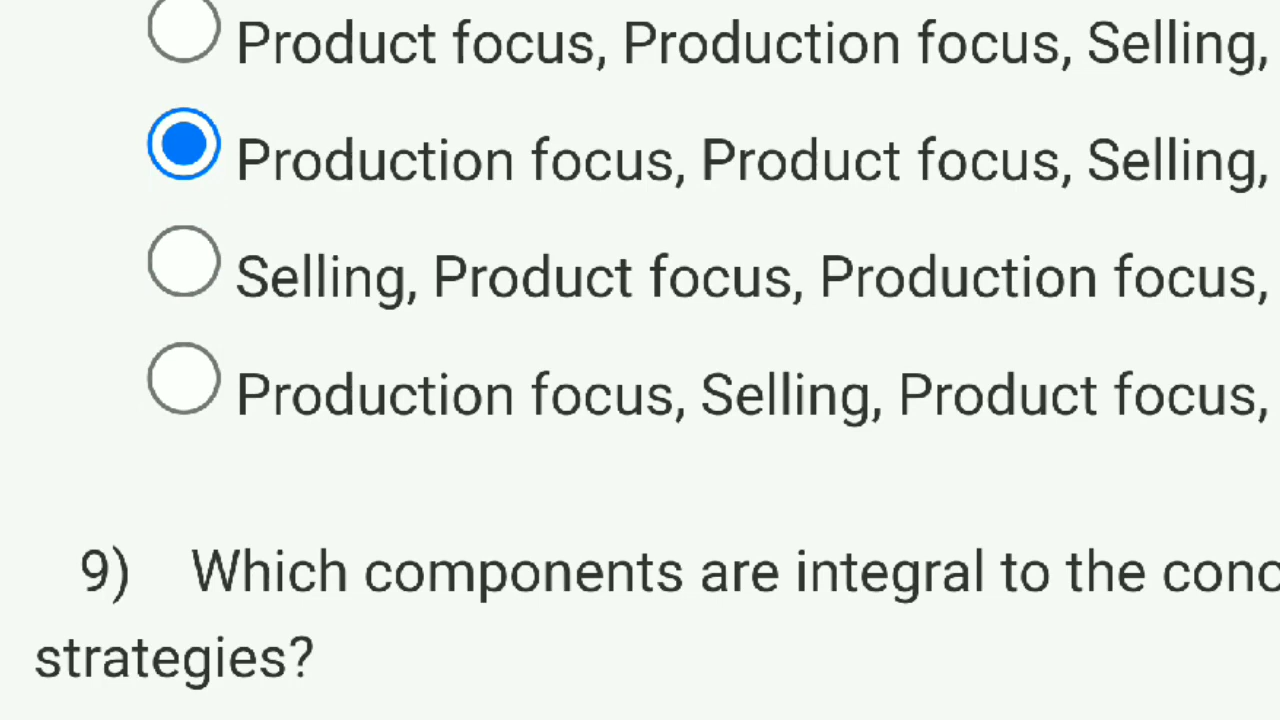 Product focus, Production focus, Selling,
Production focus, Product focus, Selling,
Selling, Product focus, Production focus,
Production focus, Selling, Product focus,
9) Which components are integral to the
strategies?